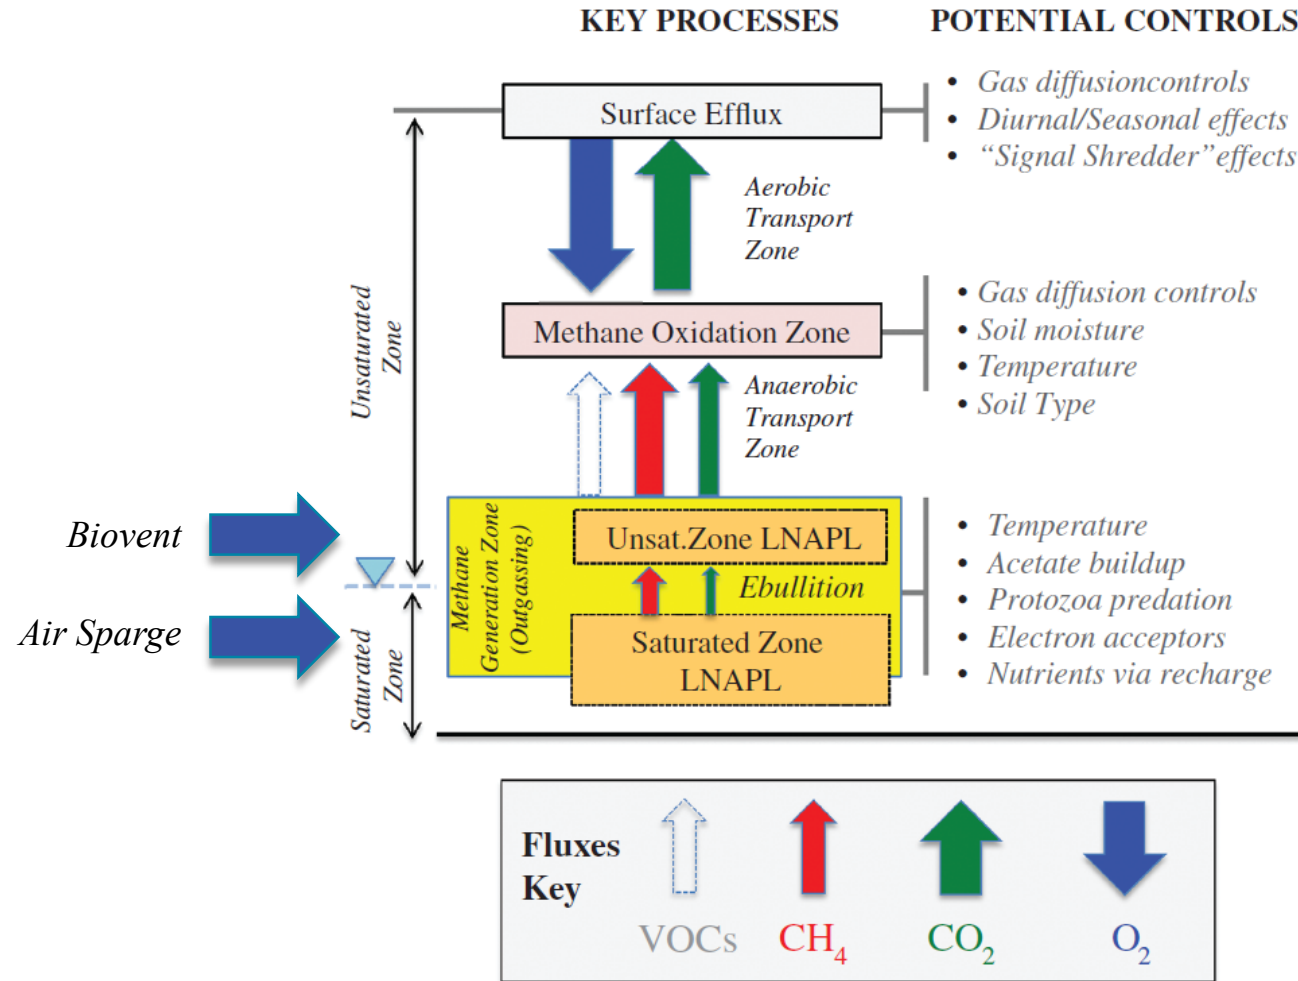 KEY PROCESSES
POTENTIAL CONTROLS
Surface Efflux
• Gas diffusioncontrols
• Diurnal/Seasonal effects
• “Signal Shredder”effects
Aerobic
Transport
Zone
Unsaturated
Zone
Methane Oxidation Zone
• Gas diffusion controls
• Soil moisture
• Temperature
• Soil Type
Anaerobic
Transport
Zone
Biovent
Air Sparge
Saturated
Zone
Methane
Generation Zone
(Outgassing)
Unsat.Zone LNAPL
Ebullition
Saturated Zone
LNAPL
• Temperature
• Acetate buildup
• Protozoa predation
• Electron acceptors
• Nutrients via recharge
Fluxes
Key
VOCs
CH4
CO2
O2